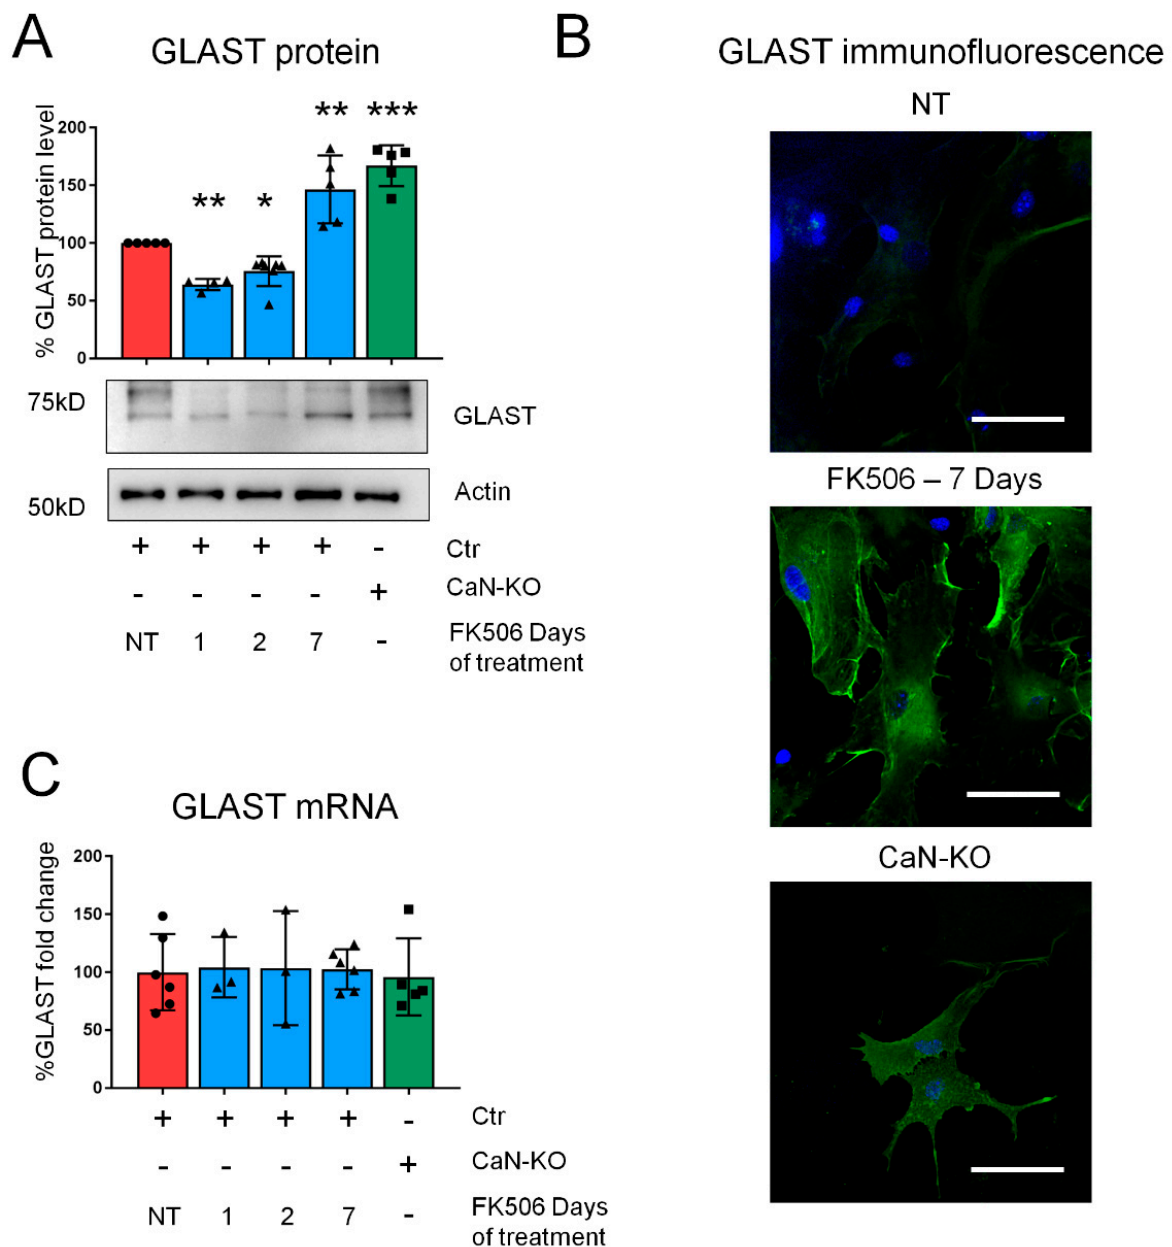 A
GLAST protein
% GLAST protein level
** ***
** *
200
150
100
50
0
75kD
GLAST
50kD
Actin
+ + + + - Ctr
- - - - + CaN-KO
NT 1 2 7 - FK506 Days
of treatment
B
GLAST immunofluorescence
NT
FK506 – 7 Days
CaN-KO
C
GLAST mRNA
%GLAST fold change
200
150
100
50
0
+ + + + - Ctr
- - - - + CaN-KO
NT 1 2 7 - FK506 Days
of treatment